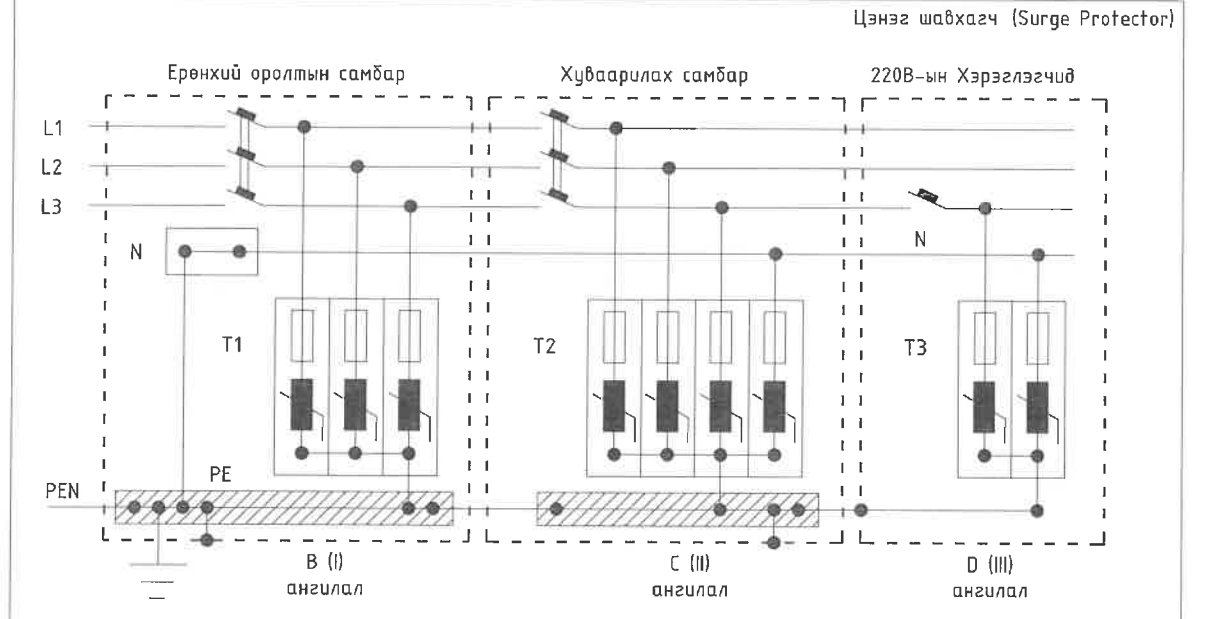 Цэнэг шавхагч (Surge Protector)
Ерөнхий оролтын самбар
Хуваарилах самбар
220В-ын Хэрэглэгчид
L1
L2
L3
N
N
T1
T2
T3
PE
PEN
B (I)
ангилал
C (II)
ангилал
D (III)
ангилал